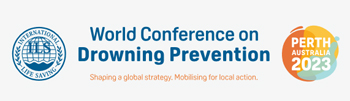 INTERNATIONAL
ILS
LIFE SAVING
World Conference on
Drowning Prevention
Shaping a global strategy. Mobilising for local action.
PERTH
AUSTRALIA
2023